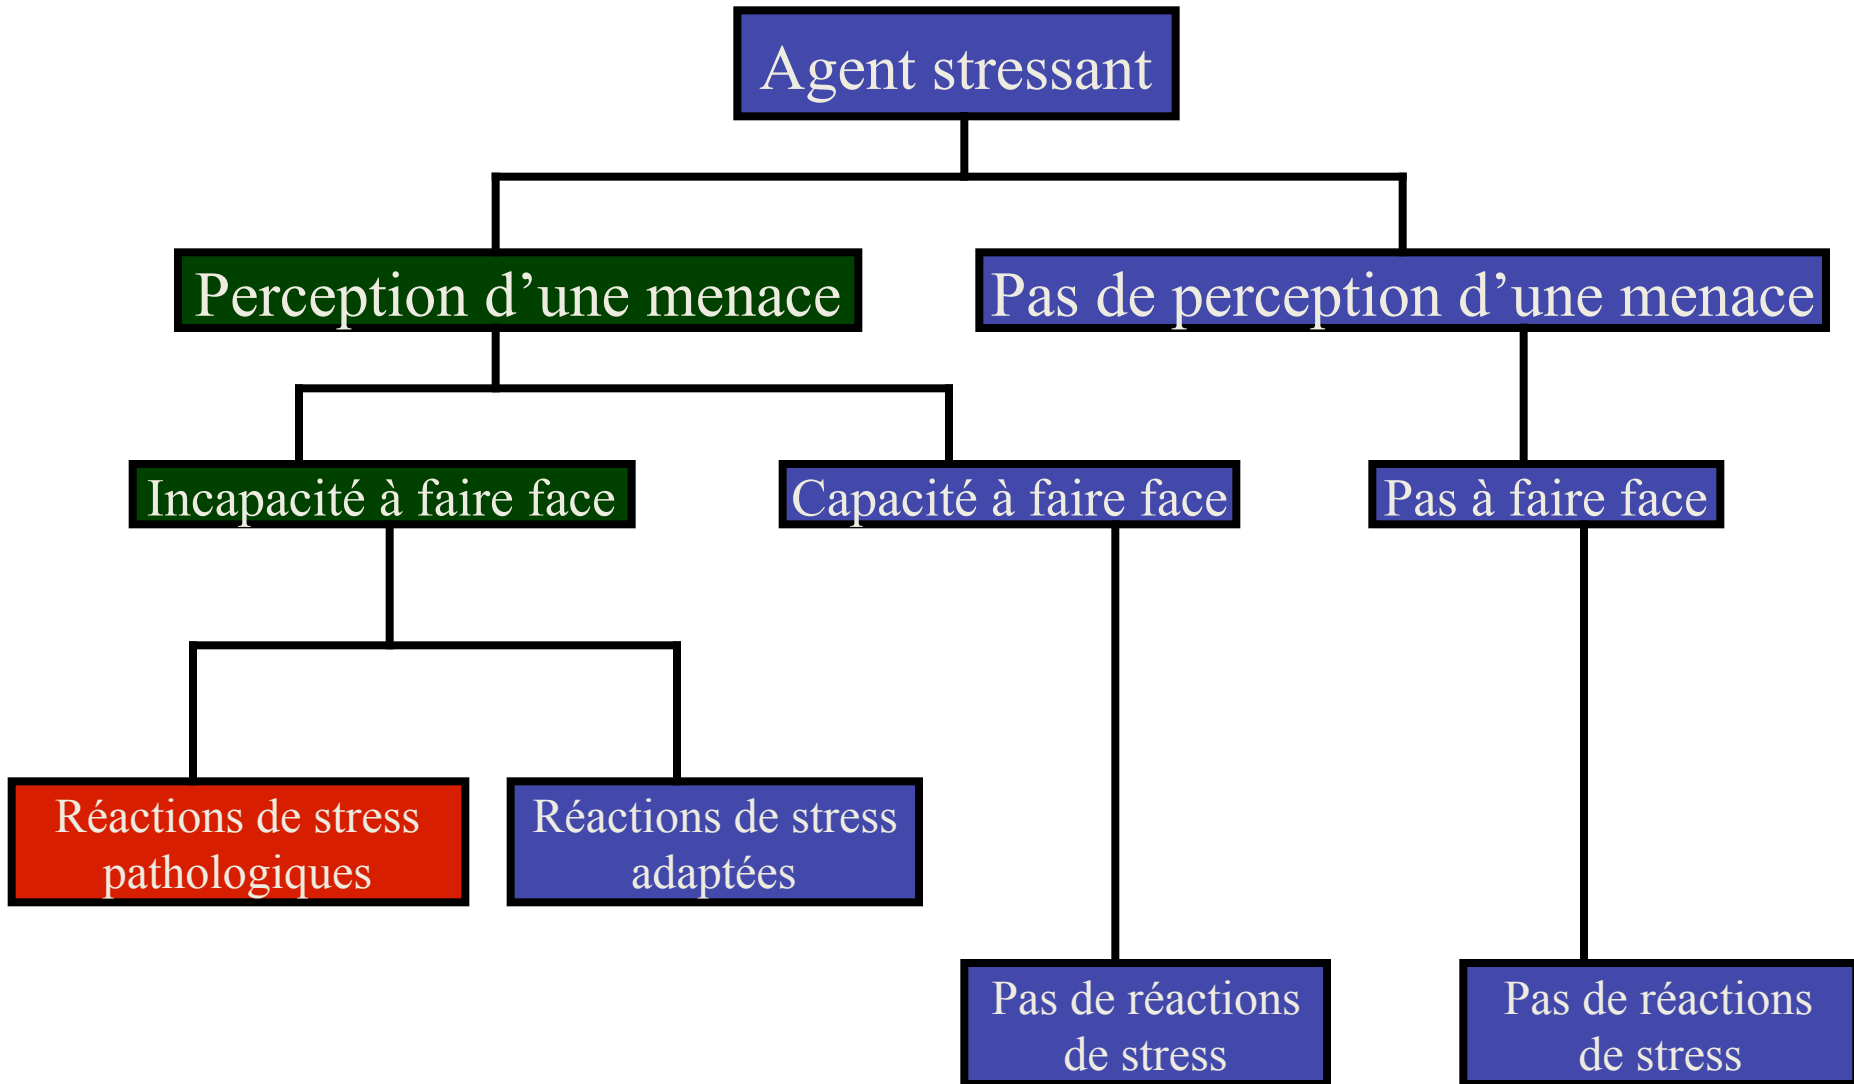 Agent stressant
Perception d’une menace
Pas de perception d’une menace
Incapacité à faire face
Capacité à faire face
Pas à faire face
Réactions de stress
pathologiques
Réactions de stress
adaptées
Pas de réactions
de stress
Pas de réactions
de stress